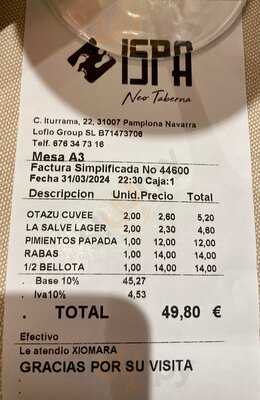 ISPA
Neo Taberna
C. Iturrama, 22, 31007 Pamplona Navarra
Loflo Group SL B71473706
Telf. 676 34 73 16
Mesa A3
Factura Simplificada No 44600
Fecha 31/03/2024 22:30 Caja:1
Descripcion Unid. Precio Total
OTAZU CUVEE 2,00 2,60 5,20
LA SALVE LAGER 2,00 2,30 4,60
PIMIENTOS PAPADA 1,00 12,00 12,00
RABAS 1,00 14,00 14,00
1/2 BELLOTA 1,00 14,00 14,00
. Base 10% 45,27
. Iva10% 4,53
. TOTAL 49,80 €
Efectivo
Le atendio XIOMARA
GRACIAS POR SU VISITA